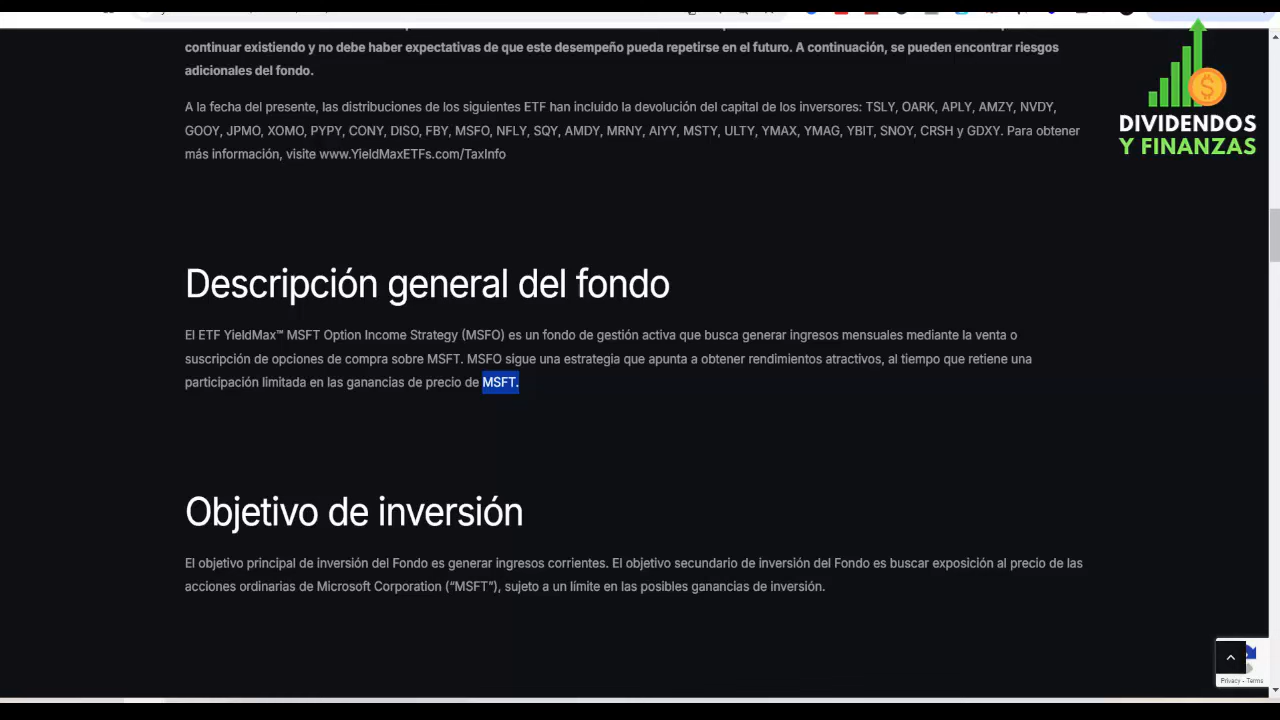 continuar existiendo y no debe haber expectativas de que este desempeño pueda repetirse en el futuro. A continuación, se pueden encontrar riesgos
adicionales del fondo.
A la fecha del presente, las distribuciones de los siguientes ETF han incluido la devolución del capital de los inversores: TSLY, OARK, APLY, AMZY, NVDY,
GOOY, JPMO, XOMO, PYPY, CONY, DISO, FBY, MSFO, NFLY, SQY, AMDY, MRNY, AIYY, MSTY, ULTY, YMAX, YMAG, YBIT, SNOY, CRSH y GDXY. Para obtener
más información, visite www.YieldMaxETFs.com/TaxInfo
DIVIDENDOS
Y FINANZAS
Descripción general del fondo
El ETF YieldMax™ MSFT Option Income Strategy (MSFO) es un fondo de gestión activa que busca generar ingresos mensuales mediante la venta o
suscripción de opciones de compra sobre MSFT. MSFO sigue una estrategia que apunta a obtener rendimientos atractivos, al tiempo que retiene una
participación limitada en las ganancias de precio de MSFT.
Objetivo de inversión
El objetivo principal de inversión del Fondo es generar ingresos corrientes. El objetivo secundario de inversión del Fondo es buscar exposición al precio de las
acciones ordinarias de Microsoft Corporation (“MSFT”), sujeto a un límite en las posibles ganancias de inversión.
Privacy - Terms